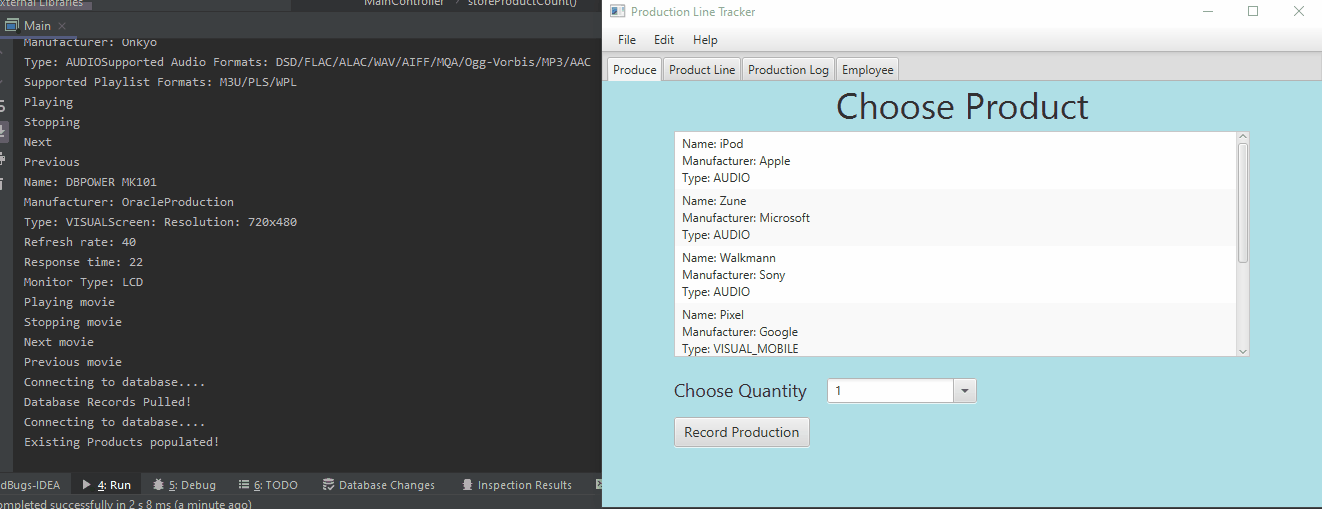 External Libraries
MainController > storeProductCount()
Main
Manufacturer: Onkyo
Type: AUDIOSupported Audio Formats: DSD/FLAC/ALAC/WAV/AIFF/MQA/Ogg-Vorbis/MP3/AAC
Supported Playlist Formats: M3U/PLS/WPL
Playing
Stopping
Next
Previous
Name: DBPOWER MK101
Manufacturer: OracleProduction
Type: VISUALScreen: Resolution: 720x480
Refresh rate: 40
Response time: 22
Monitor Type: LCD
Playing movie
Stopping movie
Next movie
Previous movie
Connecting to database....
Database Records Pulled!
Connecting to database....
Existing Products populated!
dBugs-IDEA
4: Run
5: Debug
6: TODO
Database Changes
Inspection Results
ompleted successfully in 2 s 8 ms (a minute ago)
Production Line Tracker
File Edit Help
Produce Product Line Production Log Employee
Choose Product
Name: iPod
Manufacturer: Apple
Type: AUDIO
Name: Zune
Manufacturer: Microsoft
Type: AUDIO
Name: Walkmann
Manufacturer: Sony
Type: AUDIO
Name: Pixel
Manufacturer: Google
Type: VISUAL_MOBILE
Choose Quantity 1
Record Production